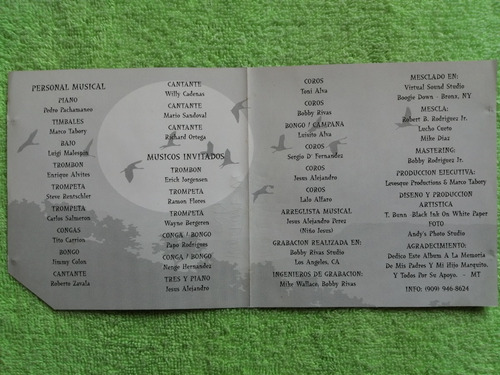 PERSONAL MUSICAL
PIANO
Pedro Pachamaneo
TIMBALES
Marco Tabory
BAJO
Luigi Malespin
TROMBON
Enrique Alvites
TROMPETA
Steve Rentschler
TROMPETA
Carlos Salmeron
CONGAS
Tito Carrion
BONGO
Jimmy Colon
CANTANTE
Roberto Zavala
CANTANTE
Willy Cadenas
CANTANTE
Mario Sandoval
CANTANTE
Richard Ortega
MUSICOS INVITADOS
TROMBON
Erich Jorgensen
TROMPETA
Ramon Flores
TROMPETA
Wayne Bergeren
CONGA / BONGO
Papo Rodrigues
CONGA / BONGO
Nenge Hernandez
TRES Y PIANO
Jesus Alejandro
COROS
Toni Alva
COROS
Bobby Rivas
BONGO / CAMPANA
Luisito Alva
COROS
Sergio D' Fernandez
COROS
Jesus Alejandro
COROS
Lalo Alfaro
ARREGLISTA MUSICAL
Jesus Alejandro Perez
(Niño Jesus)
GRABACION REALIZADA EN:
Bobby Rivas Studio
Los Angeles, CA
INGENIEROS DE GRABACION:
Mike Wallace, Bobby Rivas
MESCLADO EN:
Virtual Sound Studio
Boogie Down - Bronx, NY
MESCLA:
Robert B. Rodriguez Jr.
Lucho Cueto
Mike Diaz
MASTERING:
Bobby Rodriguez Jr.
PRODUCCION EJECUTIVA:
Levesque Productions & Marco Tabory
DISEÑO Y PRODUCCION
ARTISTICA
T. Bunn Black Ink On White Paper
FOTO
Andy's Photo Studio
AGRADECIMENTO:
Dedico Este Album A La Memoria
De Mis Padres Y Mi Hijo Marquito.
Y Todos Por Su Apoyo. - MT
INFO: (909) 946-8624